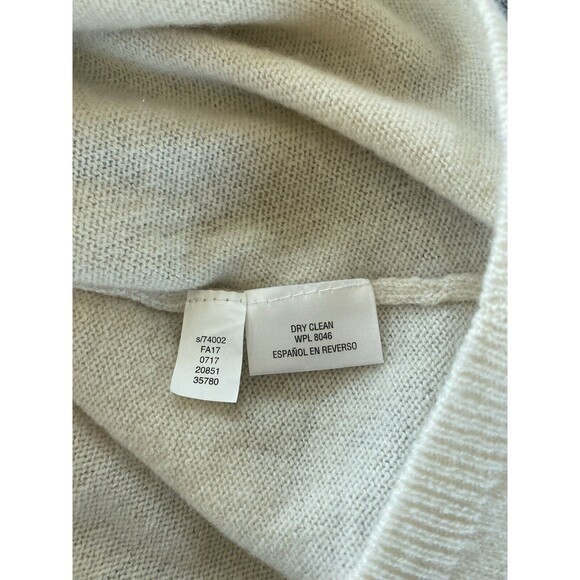 s/74002
FA17
0717
20851
35780
DRY CLEAN
WPL 8046
ESPAÑOL EN REVERSO